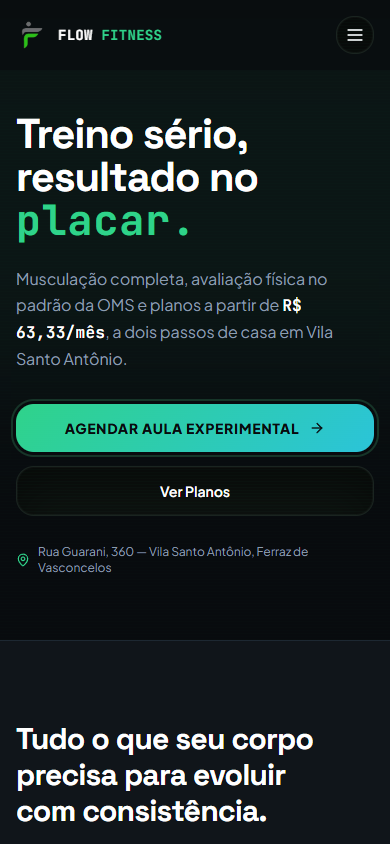 FLOW FITNESS
Treino sério,
resultado no
placar.
Musculação completa, avaliação física no
padrão da OMS e planos a partir de R$
63,33/mês, a dois passos de casa em Vila
Santo Antônio.
AGENDAR AULA EXPERIMENTAL →
Ver Planos
Rua Guarani, 360 — Vila Santo Antônio, Ferraz de
Vasconcelos
Tudo o que seu corpo
precisa para evoluir
com consistência.